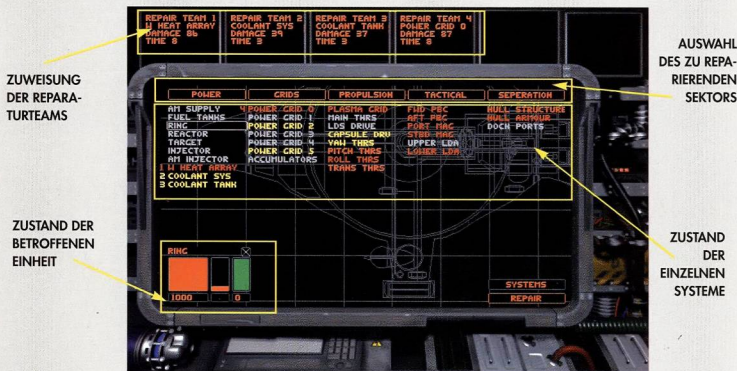 REPAIR TEAM 1
W HEAT ARRAY
DAMAGE 86
TIME 8
REPAIR TEAM 2
COOLANT SYS
DAMAGE 39
TIME 3
REPAIR TEAM 3
COOLANT TANK
DAMAGE 37
TIME 3
REPAIR TEAM 4
POWER GRID 0
DAMAGE 87
TIME 8
AUSWAHL
DES ZU REPA-
RIERENDEN
SEKTORS
ZUWEISUNG
DER REPARA-
TURTEAMS
POWER GRIDS PROPULSION TACTICAL SEPERATION
AM SUPPLY
FUEL TANKS
RING
REACTOR
TARGET
INJECTOR
AM INJECTOR
1 W HEAT ARRAY
2 COOLANT SYS
3 COOLANT TANK
4 POWER GRID 0
POWER GRID 1
POWER GRID 2
POWER GRID 3
POWER GRID 4
POWER GRID 5
ACCUMULATORS
PLASMA GRID
MAIN THRS
LDS DRIVE
CAPSULE DRV
YAW THRS
PITCH THRS
ROLL THRS
TRANS THRS
FWD PBC
AFT PBC
PORT MAG
STBD MAG
UPPER LDA
LOWER LDA
HULL STRUCTURE
HULL ARMOUR
DOCN PORTS
ZUSTAND DER
BETROFFENEN
EINHEIT
RING
1000 0
SYSTEMS
REPAIR
ZUSTAND
DER
EINZELNEN
SYSTEME